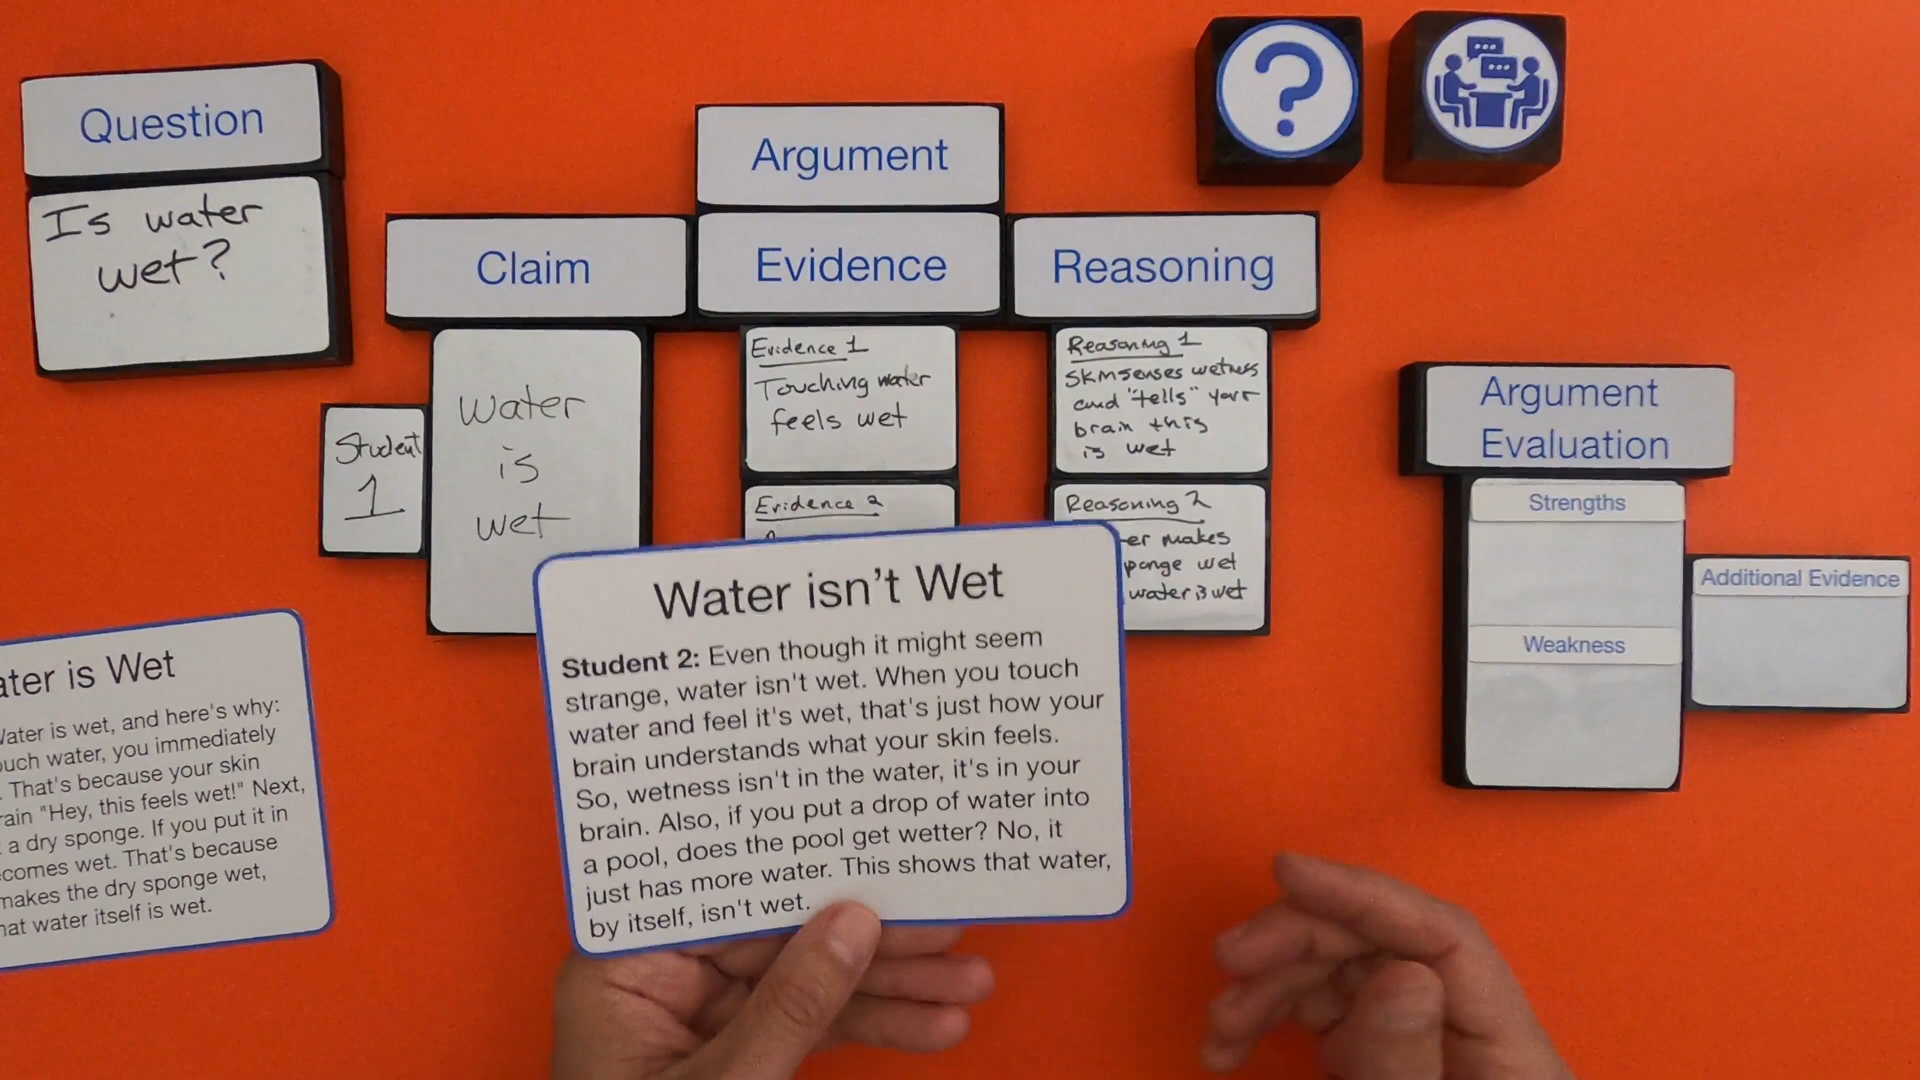 Question
Is water
wet?
Argument
Claim
Evidence
Reasoning
Student
1
Water
is
wet
Evidence 1
Touching water
feels wet
Evidence 2
Reasoning 1
Skin senses wetness
and "tells" your
brain this
is wet
Reasoning 2
makes
wet
water is wet
Argument
Evaluation
Strengths
Weakness
Additional Evidence
is Wet
is wet, and here's why:
water, you immediately
That's because your skin
"Hey, this feels wet!" Next,
a dry sponge. If you put it in
wet. That's because
the dry sponge wet,
water itself is wet.
Water isn't Wet
Student 2: Even though it might seem
strange, water isn't wet. When you touch
water and feel it's wet, that's just how your
brain understands what your skin feels.
So, wetness isn't in the water, it's in your
brain. Also, if you put a drop of water into
a pool, does the pool get wetter? No, it
just has more water. This shows that water,
by itself, isn't wet.